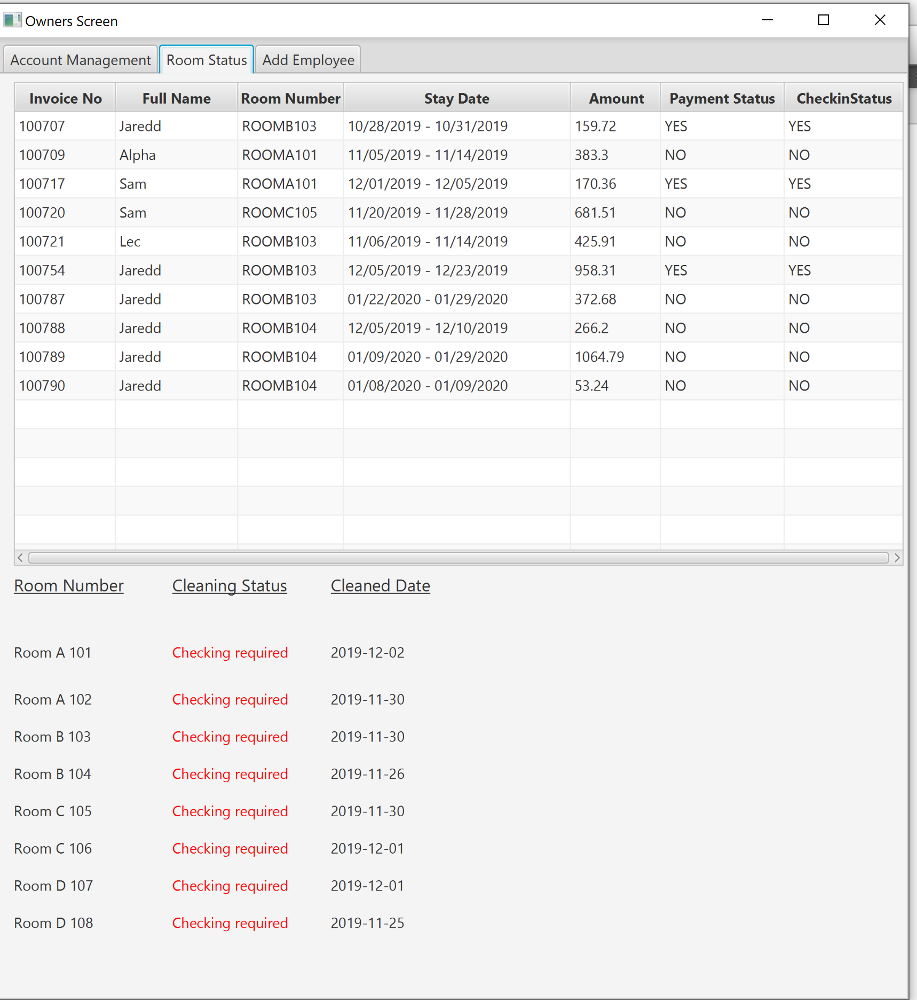 Owners Screen
Account Management Room Status Add Employee
Invoice No Full Name Room Number Stay Date Amount Payment Status CheckinStatus
100707 Jaredd ROOMB103 10/28/2019 - 10/31/2019 159.72 YES YES
100709 Alpha ROOMA101 11/05/2019 - 11/14/2019 383.3 NO NO
100717 Sam ROOMA101 12/01/2019 - 12/05/2019 170.36 YES YES
100720 Sam ROOMC105 11/20/2019 - 11/28/2019 681.51 NO NO
100721 Lec ROOMB103 11/06/2019 - 11/14/2019 425.91 NO NO
100754 Jaredd ROOMB103 12/05/2019 - 12/23/2019 958.31 YES YES
100787 Jaredd ROOMB103 01/22/2020 - 01/29/2020 372.68 NO NO
100788 Jaredd ROOMB104 12/05/2019 - 12/10/2019 266.2 NO NO
100789 Jaredd ROOMB104 01/09/2020 - 01/29/2020 1064.79 NO NO
100790 Jaredd ROOMB104 01/08/2020 - 01/09/2020 53.24 NO NO
Room Number Cleaning Status Cleaned Date
Room A 101 Checking required 2019-12-02
Room A 102 Checking required 2019-11-30
Room B 103 Checking required 2019-11-30
Room B 104 Checking required 2019-11-26
Room C 105 Checking required 2019-11-30
Room C 106 Checking required 2019-12-01
Room D 107 Checking required 2019-12-01
Room D 108 Checking required 2019-11-25